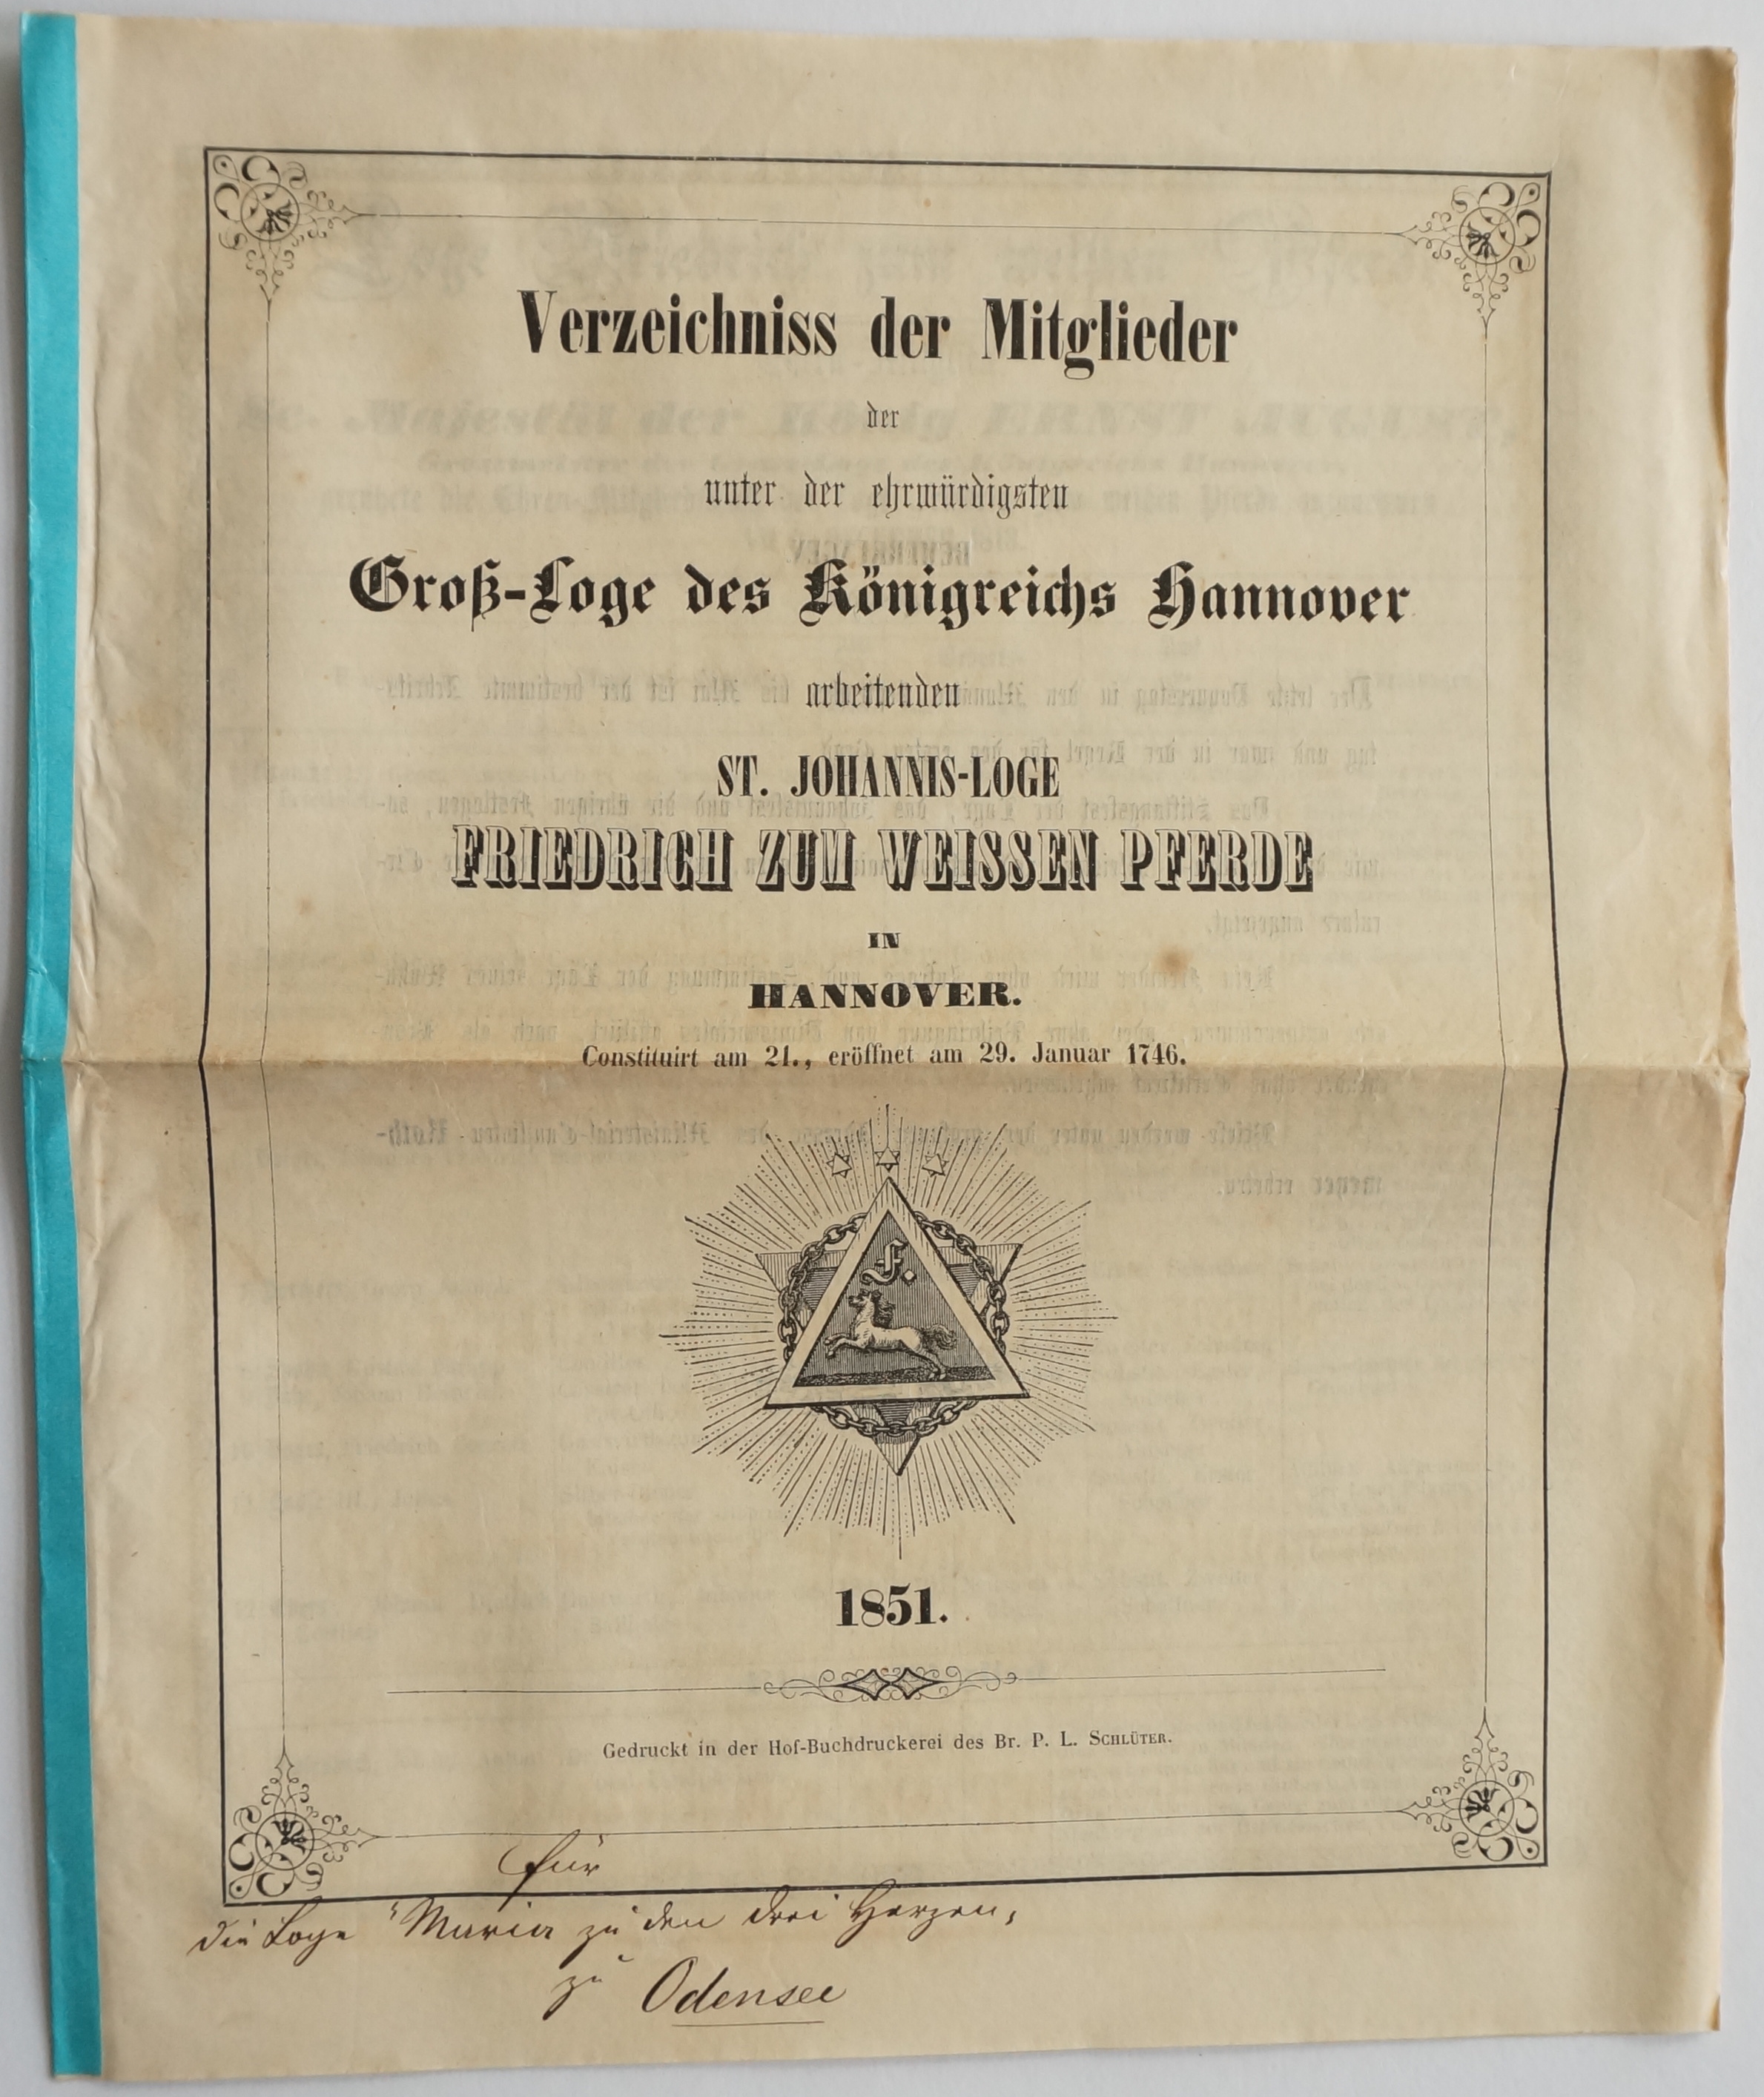 Verzeichniss der Mitglieder
der
unter der ehrwürdigsten
Groß-Loge des Königreichs Hannover
arbeitenden
ST. JOHANNIS-LOGE
FRIEDRICH ZUM WEISSEN PFERDE
IN
HANNOVER.
Constituirt am 21., eröffnet am 29. Januar 1746.
F.
1851.
Gedruckt in der Hof-Buchdruckerei des Br. P. L. SCHLÜTER.
für
die Loge "Maria zu den drei Herzen,
zu Odensee